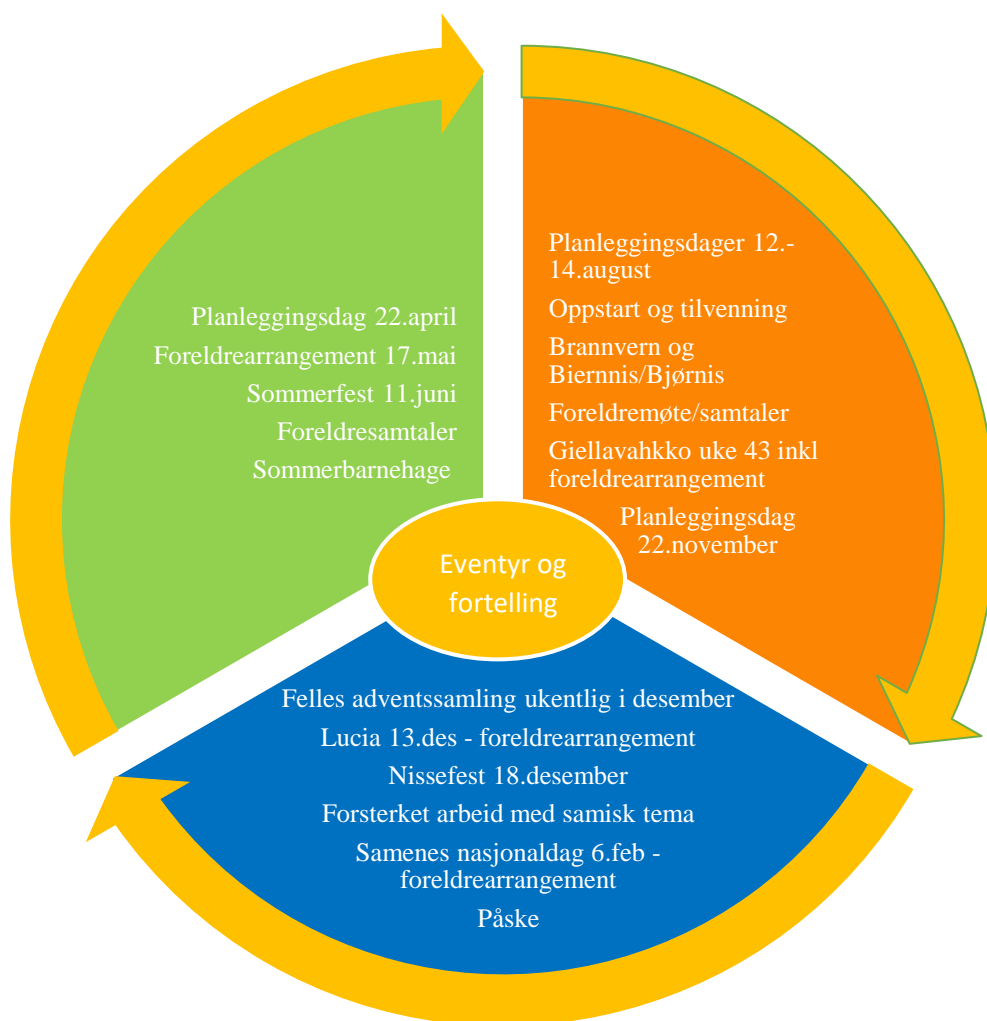 Planleggingsdager 12.-
14.august
Oppstart og tilvenning
Brannvern og
Biernnis/Bjørnis
Foreldremøte/samtaler
Giellavahkko uke 43 inkl
foreldrearrangement
Planleggingsdag
22.november
Felles adventssamling ukentlig i desember
Lucia 13.des - foreldrearrangement
Nissefest 18.desember
Forsterket arbeid med samisk tema
Samenes nasjonaldag 6.feb -
foreldrearrangement
Påske
Planleggingsdag 22.april
Foreldrearrangement 17.mai
Sommerfest 11.juni
Foreldresamtaler
Sommerbarnehage
Eventyr og
fortelling